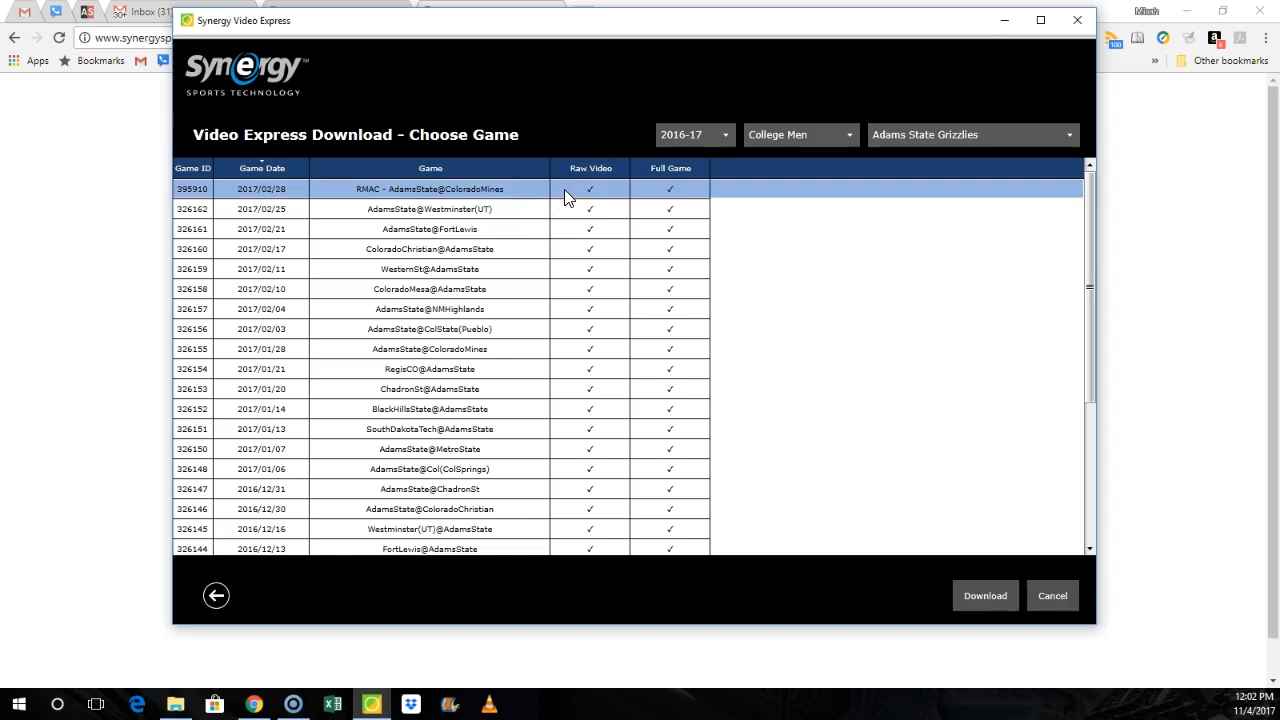 Inbox (131
Micah
www.synergysp
100
6
Apps Bookmarks
» Other bookmarks
Synergy Video Express
Synergy™
SPORTS TECHNOLOGY
Video Express Download - Choose Game 2016-17 College Men Adams State Grizzlies
Game ID Game Date Game Raw Video Full Game
395910 2017/02/28 RMAC - AdamsState@ColoradoMines ✓ ✓
326162 2017/02/25 AdamsState@Westminster(UT) ✓ ✓
326161 2017/02/21 AdamsState@FortLewis ✓ ✓
326160 2017/02/17 ColoradoChristian@AdamsState ✓ ✓
326159 2017/02/11 WesternSt@AdamsState ✓ ✓
326158 2017/02/10 ColoradoMesa@AdamsState ✓ ✓
326157 2017/02/04 AdamsState@NMHighlands ✓ ✓
326156 2017/02/03 AdamsState@ColState(Pueblo) ✓ ✓
326155 2017/01/28 AdamsState@ColoradoMines ✓ ✓
326154 2017/01/21 RegisCO@AdamsState ✓ ✓
326153 2017/01/20 ChadronSt@AdamsState ✓ ✓
326152 2017/01/14 BlackHillsState@AdamsState ✓ ✓
326151 2017/01/13 SouthDakotaTech@AdamsState ✓ ✓
326150 2017/01/07 AdamsState@MetroState ✓ ✓
326148 2017/01/06 AdamsState@Col(ColSprings) ✓ ✓
326147 2016/12/31 AdamsState@ChadronSt ✓ ✓
326146 2016/12/30 AdamsState@ColoradoChristian ✓ ✓
326145 2016/12/16 Westminster(UT)@AdamsState ✓ ✓
326144 2016/12/13 FortLewis@AdamsState ✓ ✓
Download Cancel
12:02 PM
11/4/2017